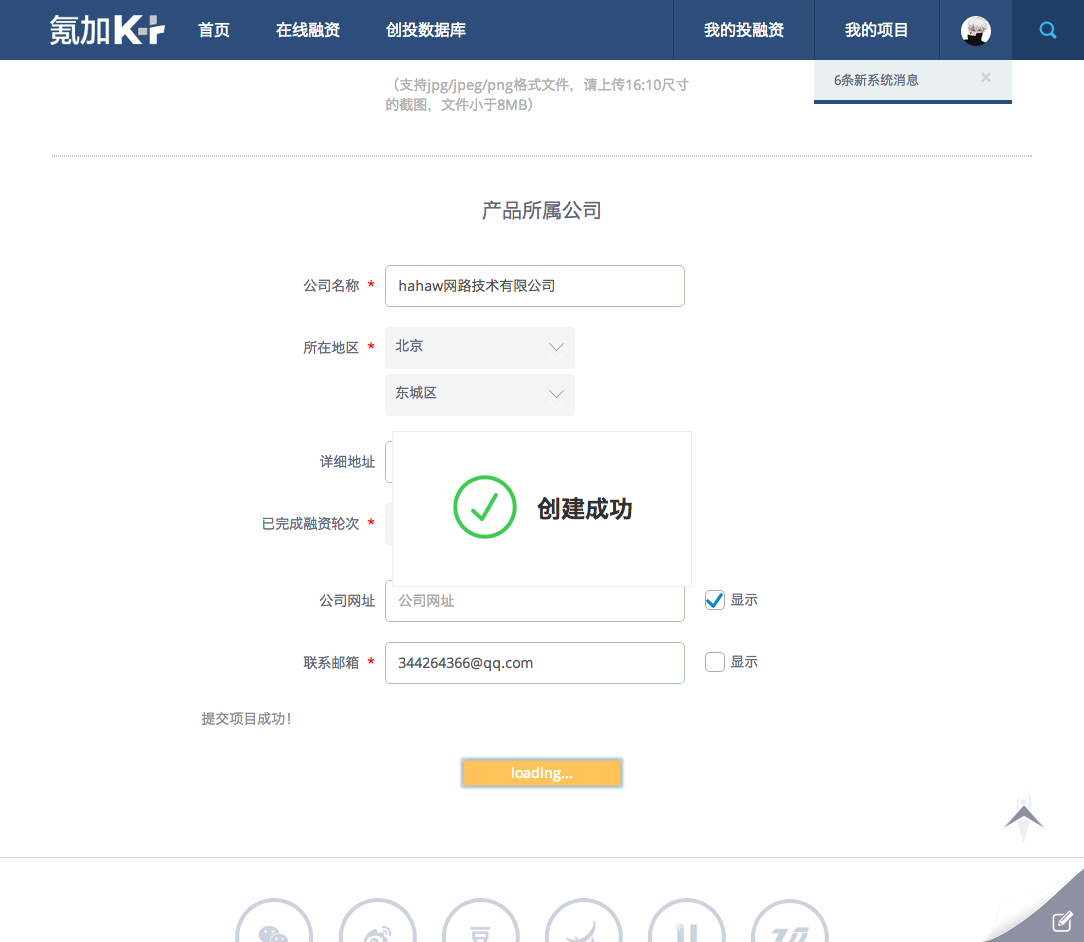 氪加K+
首页
在线融资
创投数据库
我的投融资
我的项目
6条新系统消息
（支持jpg/jpeg/png格式文件，请上传16:10尺寸
的截图，文件小于8MB）
产品所属公司
公司名称 *
hahaw网路技术有限公司
所在地区 *
北京
东城区
详细地址
创建成功
已完成融资轮次 *
公司网址
公司网址
显示
联系邮箱 *
344264366@qq.com
显示
提交项目成功！
loading...
豆